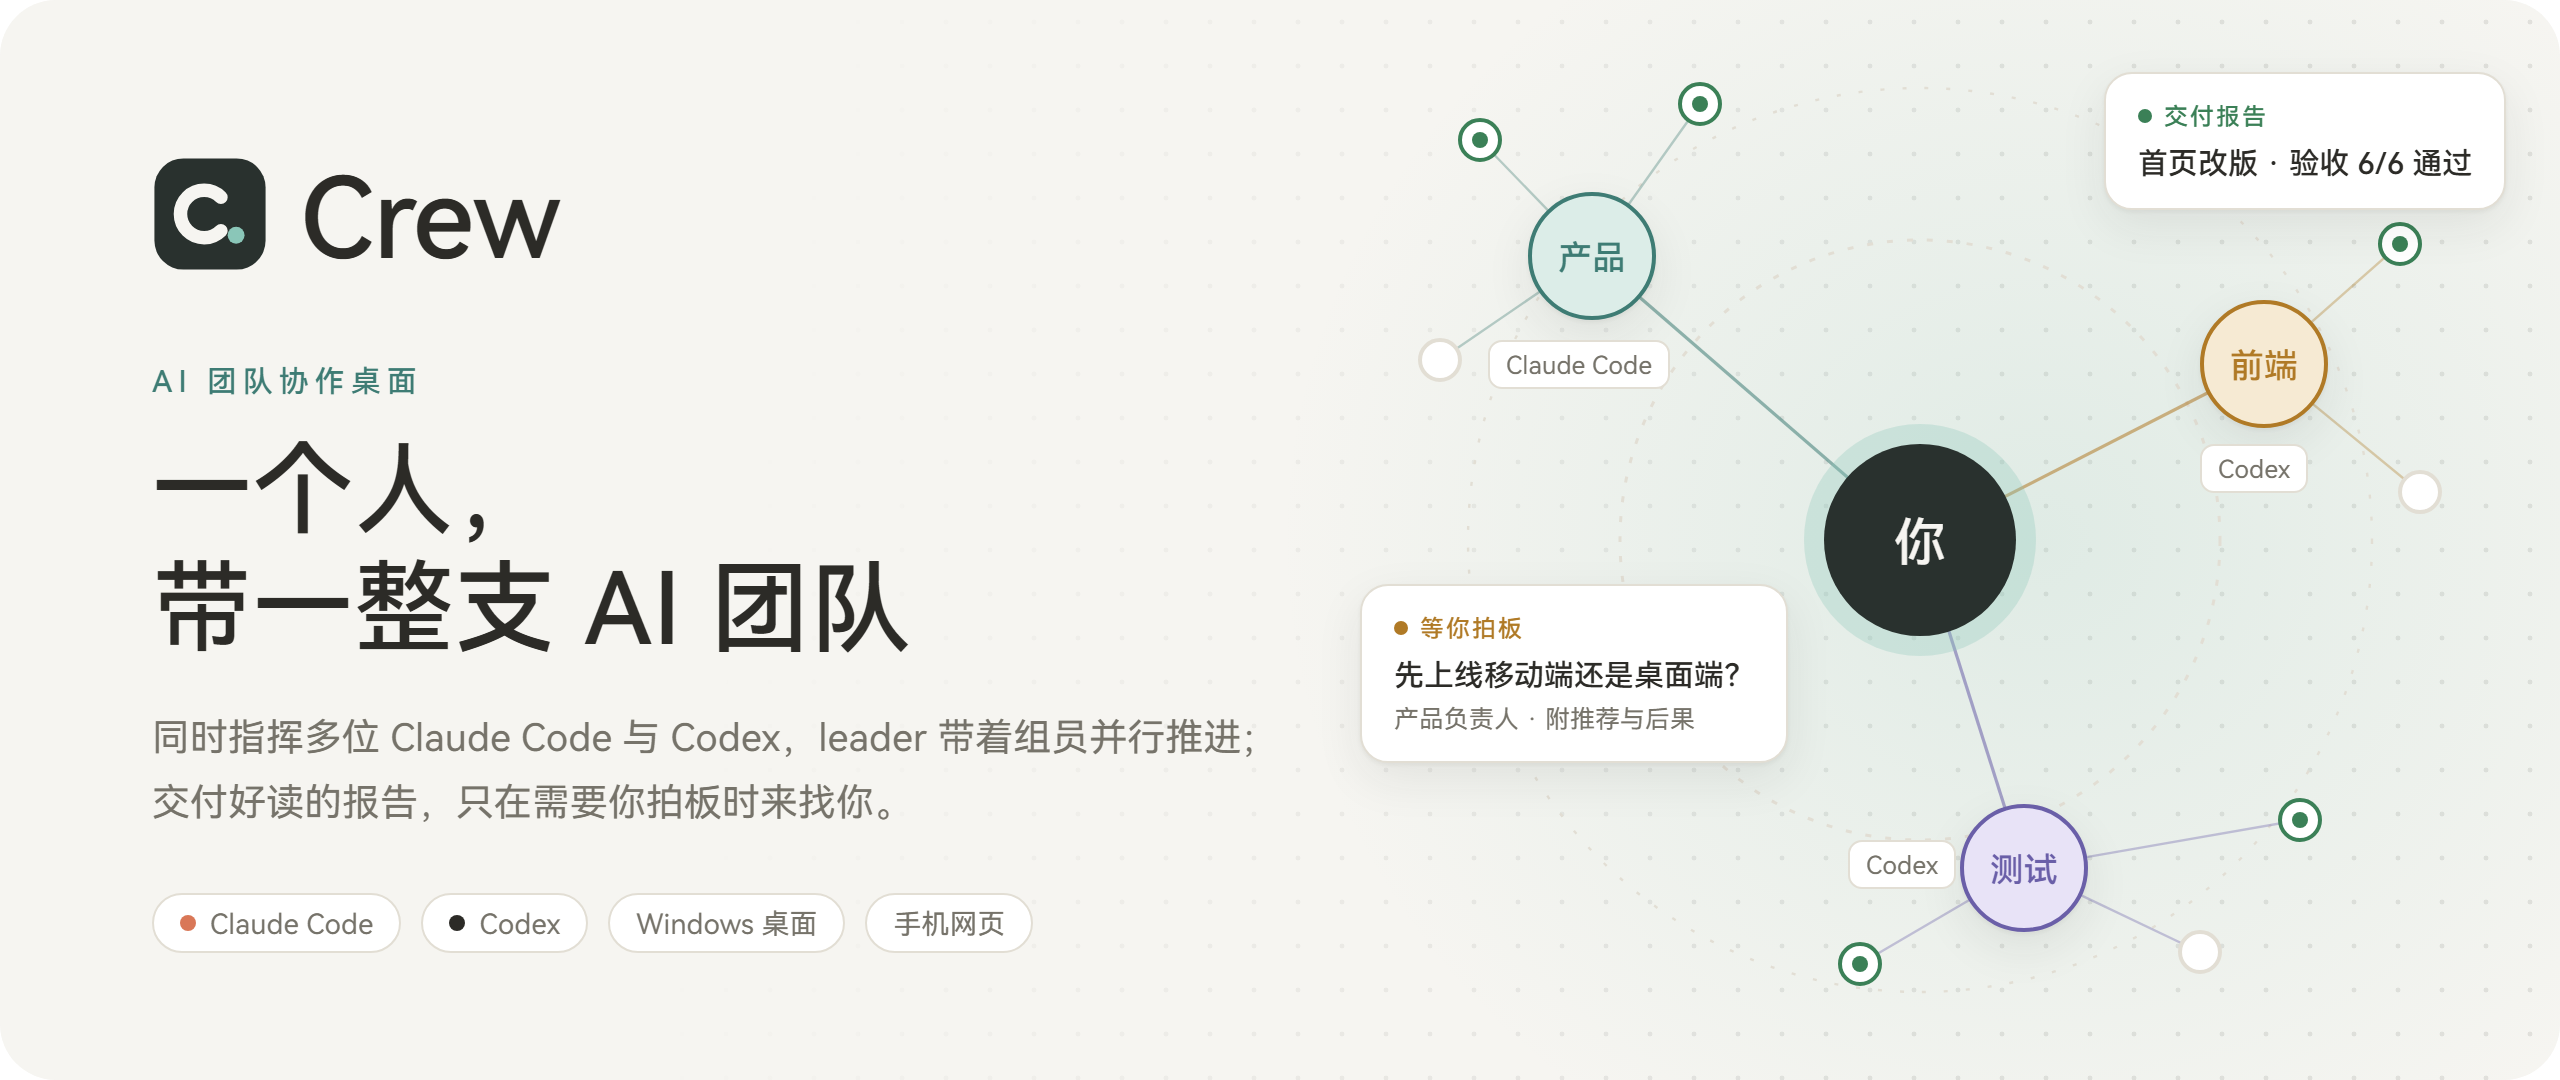 Crew
AI 团队协作桌面
一个人，
带一整支 AI 团队
同时指挥多位 Claude Code 与 Codex，leader 带着组员并行推进；
交付好读的报告，只在需要你拍板时来找你。
Claude Code
Codex
Windows 桌面
手机网页
交付报告
首页改版 · 验收 6/6 通过
产品
Claude Code
前端
Codex
你
等你拍板
先上线移动端还是桌面端？
产品负责人 · 附推荐与后果
Codex
测试